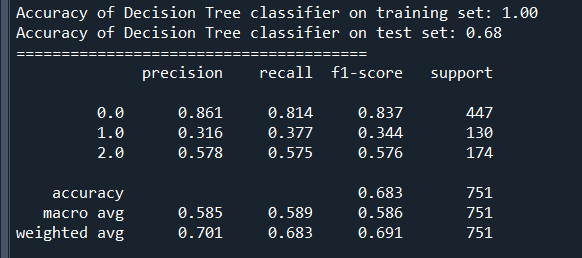 Accuracy of Decision Tree classifier on training set: 1.00
Accuracy of Decision Tree classifier on test set: 0.68
=======================================
precision recall f1-score support
0.0 0.861 0.814 0.837 447
1.0 0.316 0.377 0.344 130
2.0 0.578 0.575 0.576 174
accuracy 0.683 751
macro avg 0.585 0.589 0.586 751
weighted avg 0.701 0.683 0.691 751